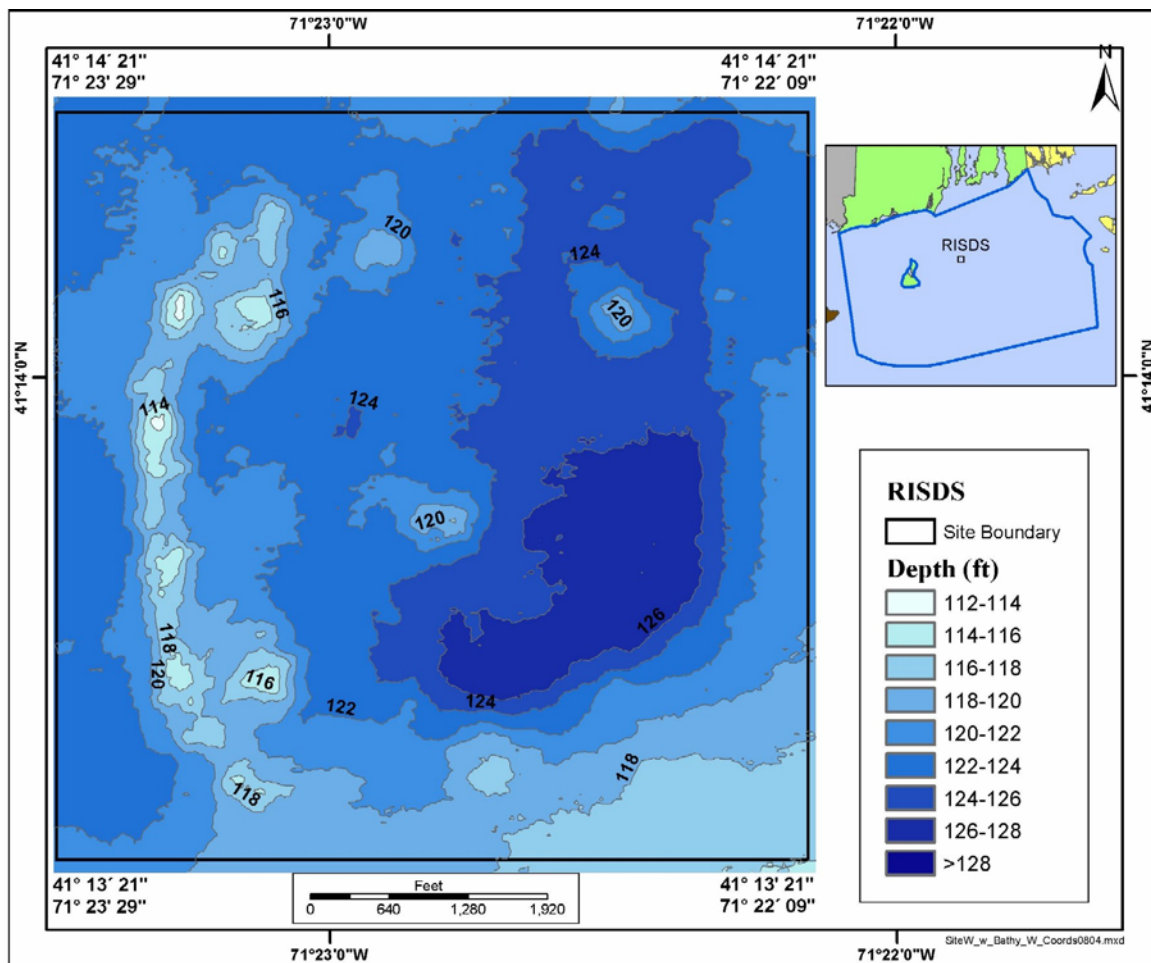 71°23'0"W
71°22'0"W
41° 14´ 21"
71° 23´ 29"
41° 14´ 21"
71° 22´ 09"
N
120
124
116
120
RISDS
41°14'0"N
41°14'0"N
114
124
120
RISDS
Site Boundary
Depth (ft)
112-114
114-116
116-118
118-120
120-122
122-124
124-126
126-128
>128
126
118
120
116
124
122
118
118
41° 13´ 21"
71° 23´ 29"
Feet
0 640 1,280 1,920
41° 13´ 21"
71° 22´ 09"
71°23'0"W
71°22'0"W
SiteW_w_Bathy_W_Coords0804.mxd